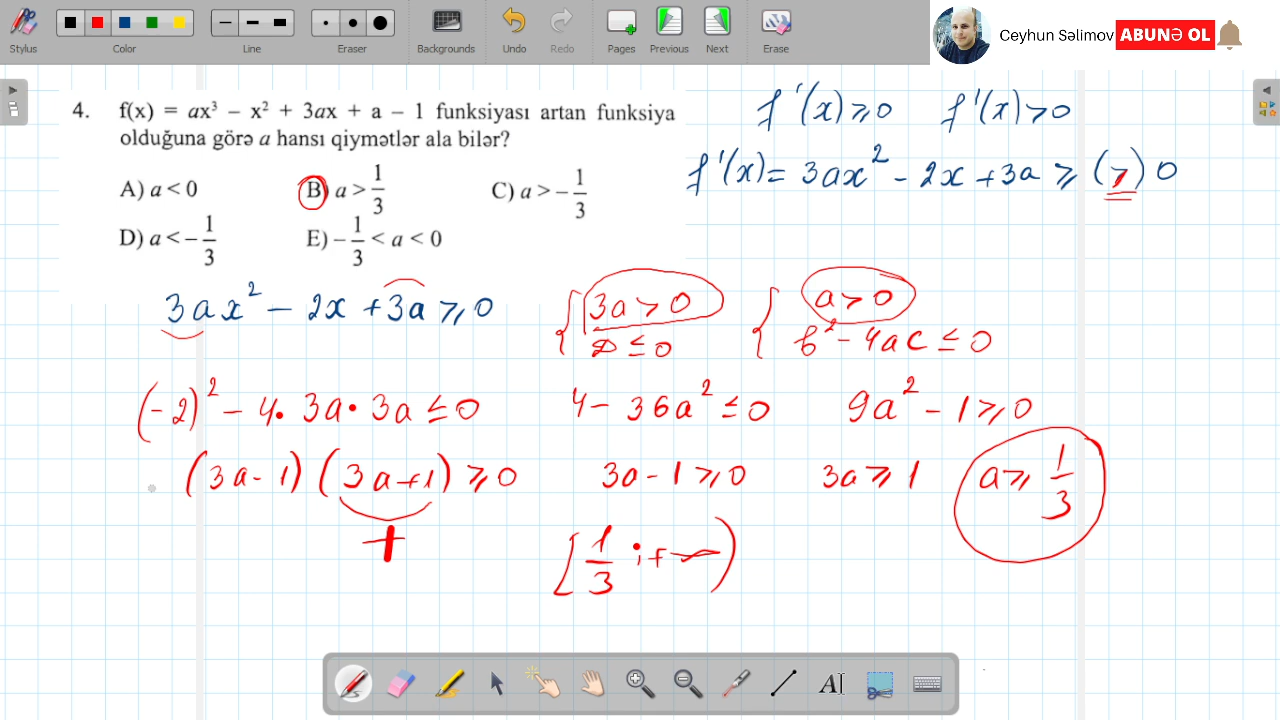 Stylus Color Line Eraser Backgrounds Undo Redo Pages Previous Next Erase
Ceyhun Səlimov ABUNƏ OL
4. f(x) = ax³ − x² + 3ax + a − 1 funksiyası artan funksiya
olduğuna görə a hansı qiymətlər ala bilər?
A) a < 0 B) a > 1/3 C) a > −1/3
D) a < −1/3 E) −1/3 < a < 0
f'(x) ⩾ 0 f'(x) > 0
f'(x) = 3ax² − 2x + 3a ⩾ (>) 0
3ax² − 2x + 3a ⩾ 0 { 3a > 0 { a > 0
D ≤ 0 b² − 4ac ≤ 0
(−2)² − 4 · 3a · 3a ≤ 0 4 − 36a² ≤ 0 9a² − 1 ⩾ 0
(3a − 1) (3a + 1) ⩾ 0 3a − 1 ⩾ 0 3a ⩾ 1 a ⩾ 1/3
+ [1/3 ; +∞)
AI